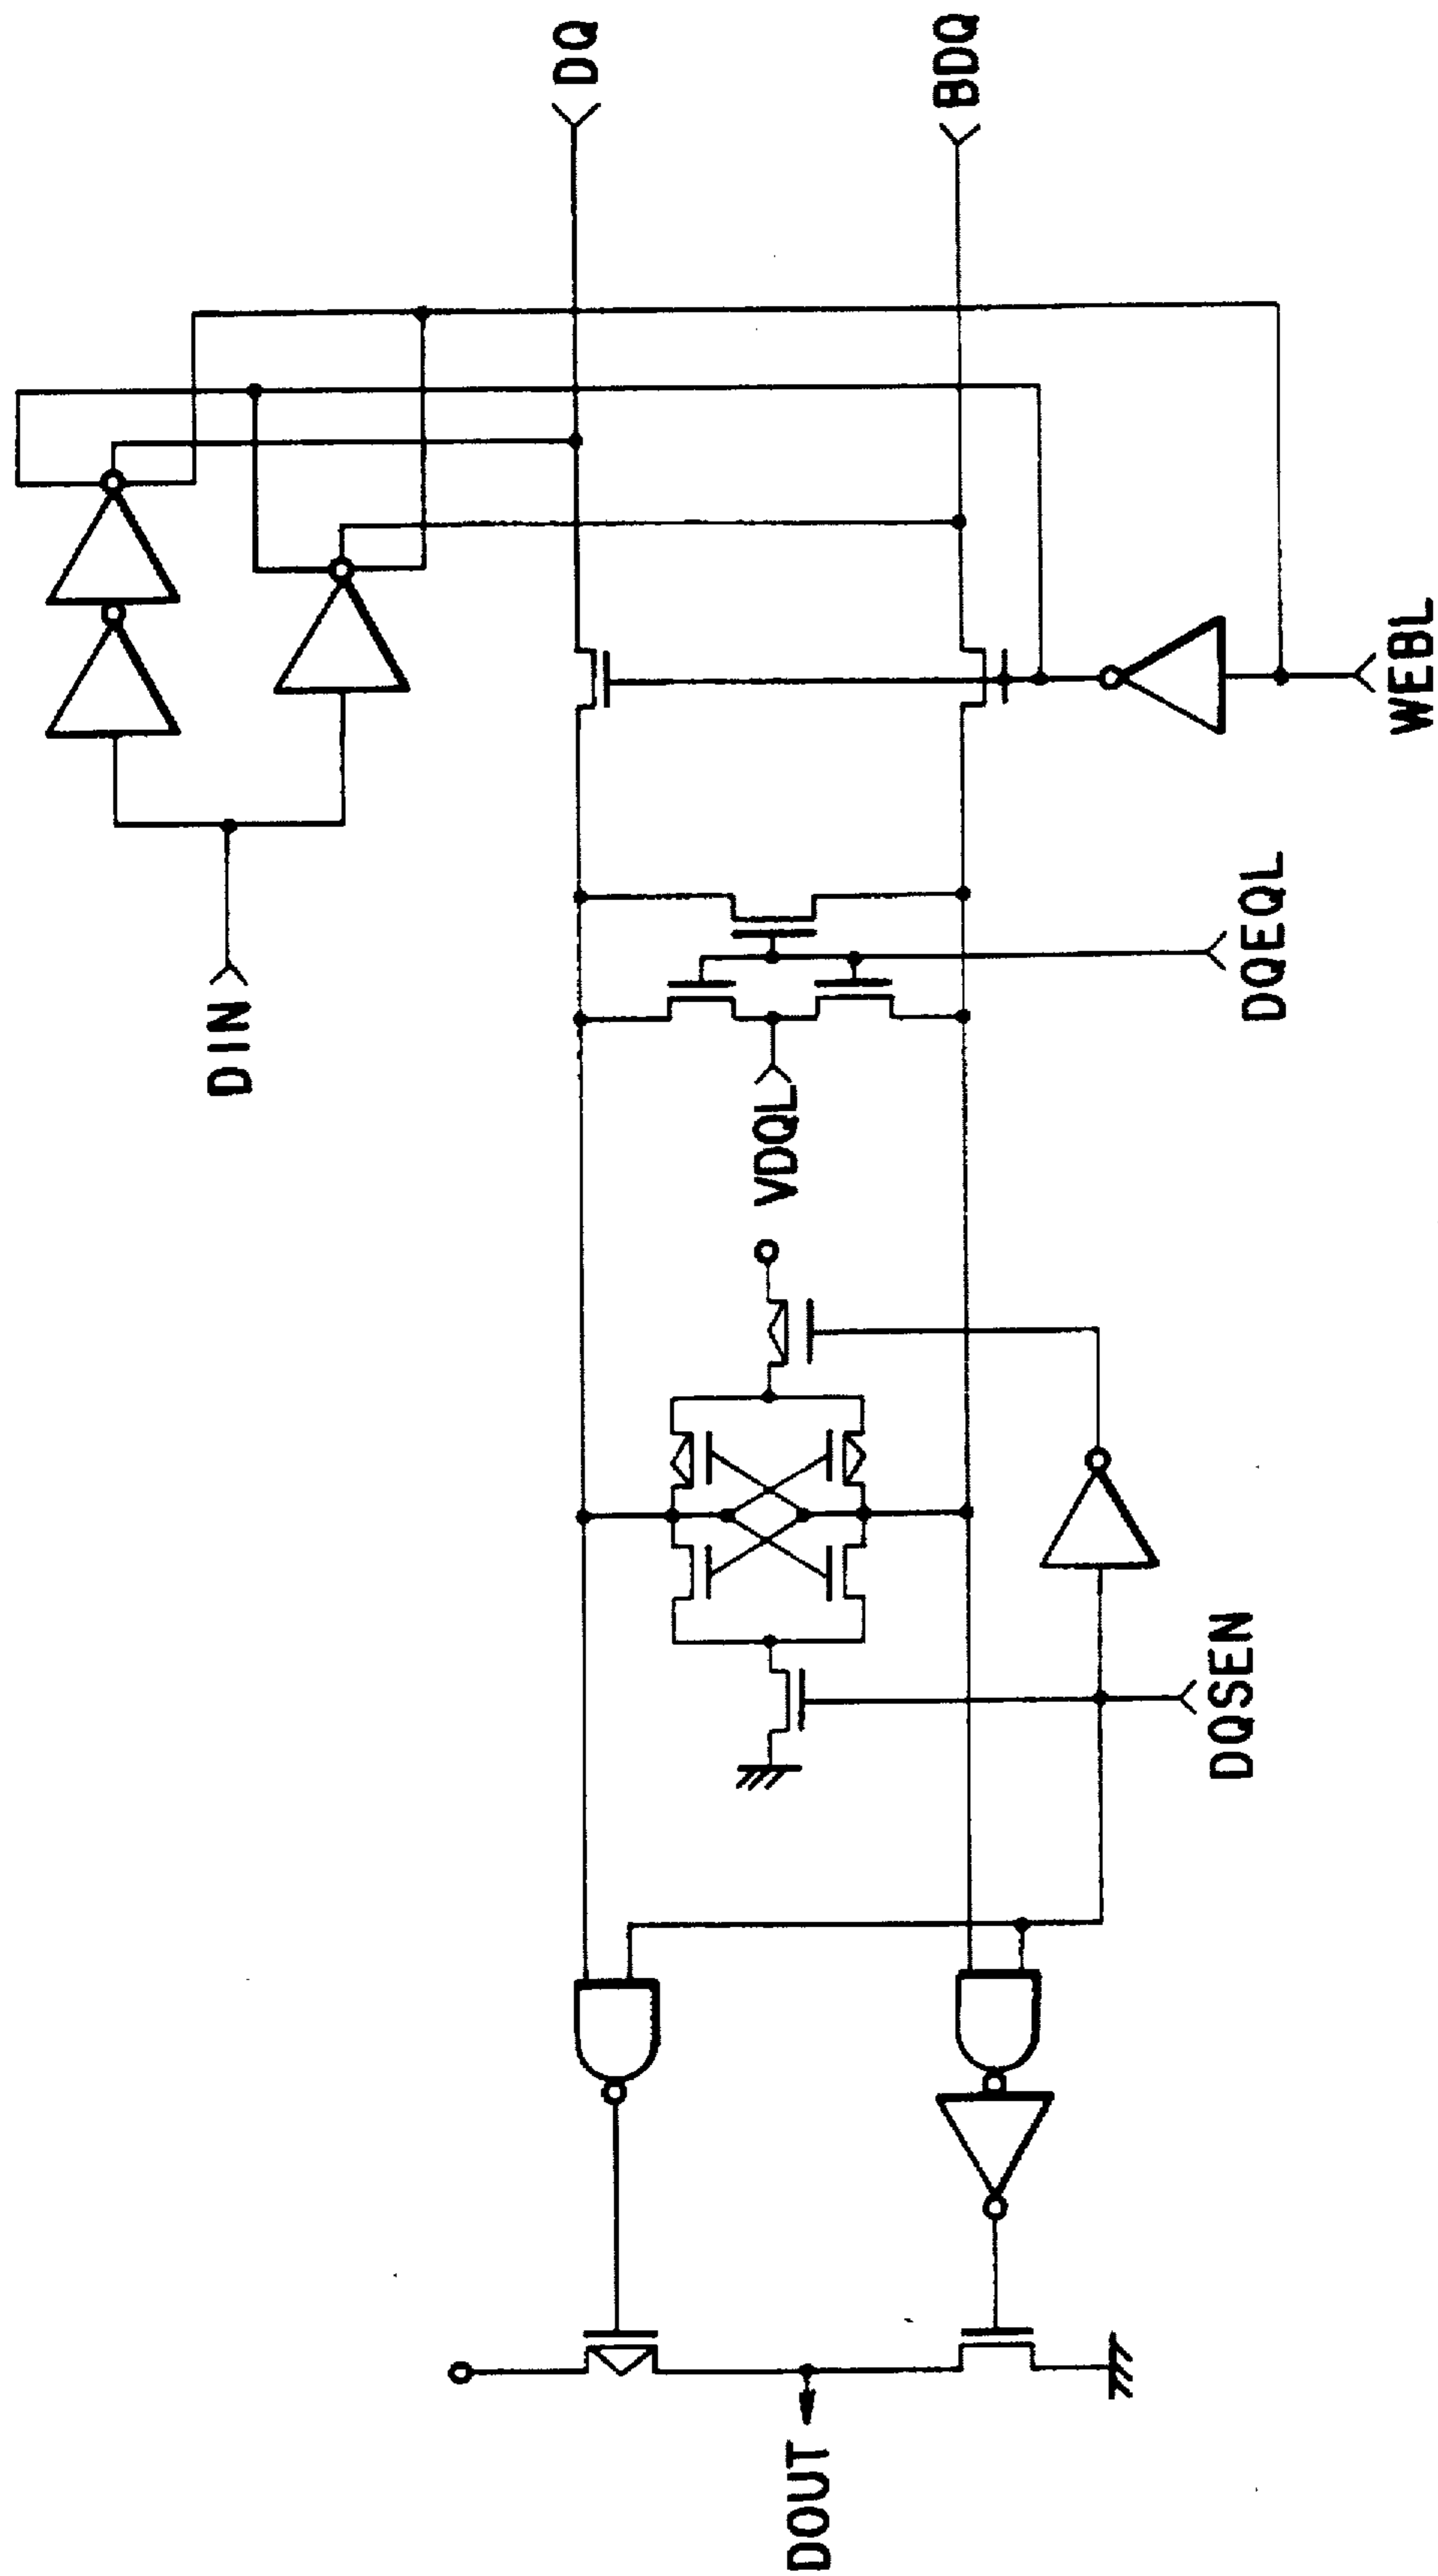 DQ
BDQ
DIN
WEBL
DQEQL
VDQL
DQSEN
DOUT